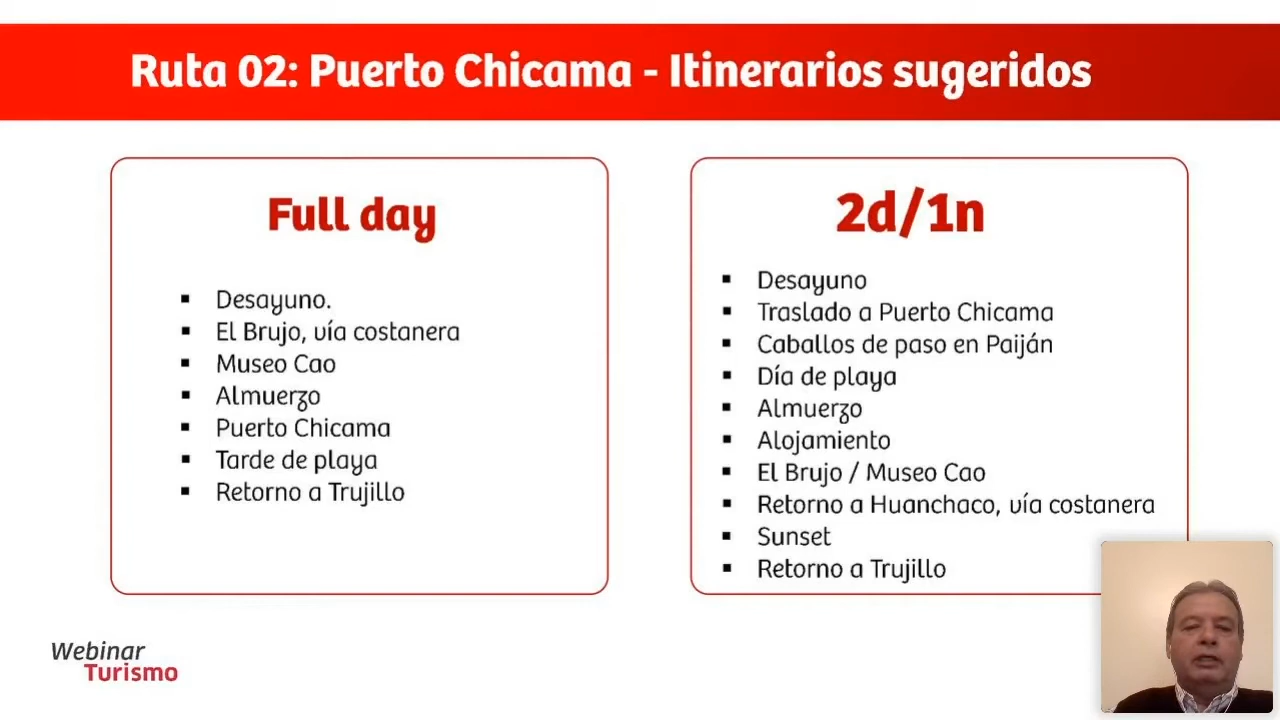 Ruta 02: Puerto Chicama - Itinerarios sugeridos
Full day
▪ Desayuno.
▪ El Brujo, vía costanera
▪ Museo Cao
▪ Almuerzo
▪ Puerto Chicama
▪ Tarde de playa
▪ Retorno a Trujillo
2d/1n
▪ Desayuno
▪ Traslado a Puerto Chicama
▪ Caballos de paso en Paiján
▪ Día de playa
▪ Almuerzo
▪ Alojamiento
▪ El Brujo / Museo Cao
▪ Retorno a Huanchaco, vía costanera
▪ Sunset
▪ Retorno a Trujillo
Webinar
Turismo